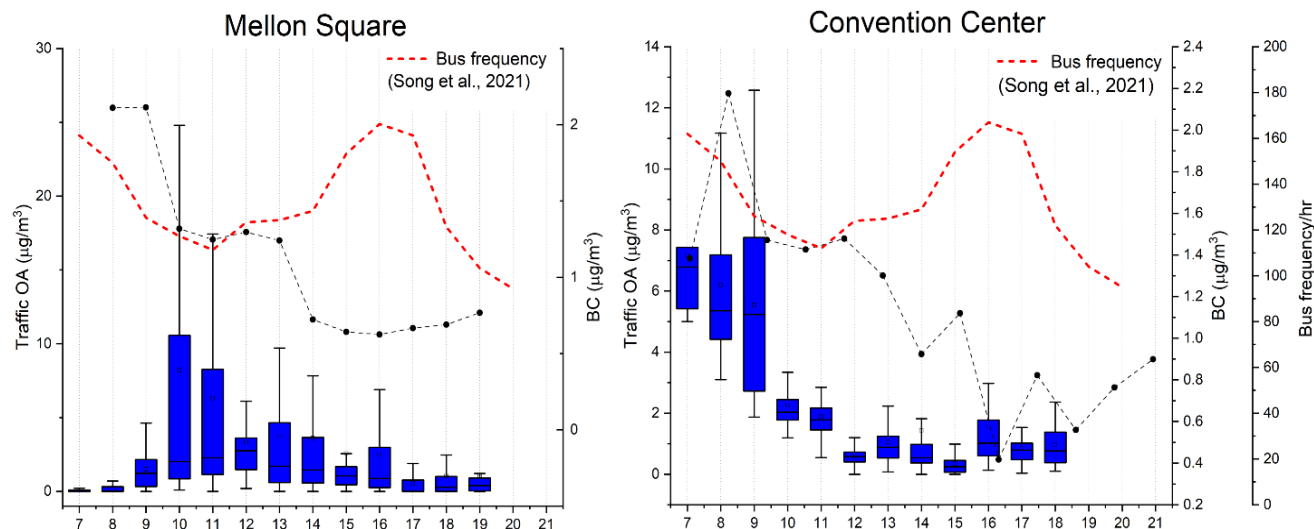 Mellon Square
Bus frequency
(Song et al., 2021)
Traffic OA (μg/m³)
30
20
10
0
BC (μg/m³)
2
1
0
7 8 9 10 11 12 13 14 15 16 17 18 19 20 21
Convention Center
Bus frequency
(Song et al., 2021)
Traffic OA (μg/m³)
14
12
10
8
6
4
2
0
BC (μg/m³)
2.4
2.2
2.0
1.8
1.6
1.4
1.2
1.0
0.8
0.6
0.4
0.2
Bus frequency/hr
200
180
160
140
120
100
80
60
40
20
0
7 8 9 10 11 12 13 14 15 16 17 18 19 20 21